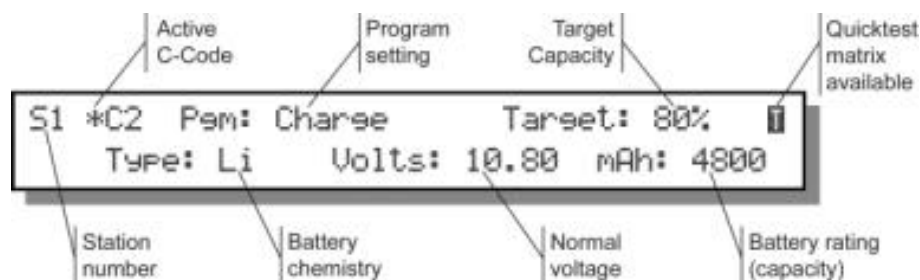 Active Program Target Quicktest
C-Code setting Capacity matrix
available
S1 *C2 Pgm: Charge Target: 80% T
Type: Li Volts: 10.80 mAh: 4800
Station Battery Normal Battery rating
number chemistry voltage (capacity)